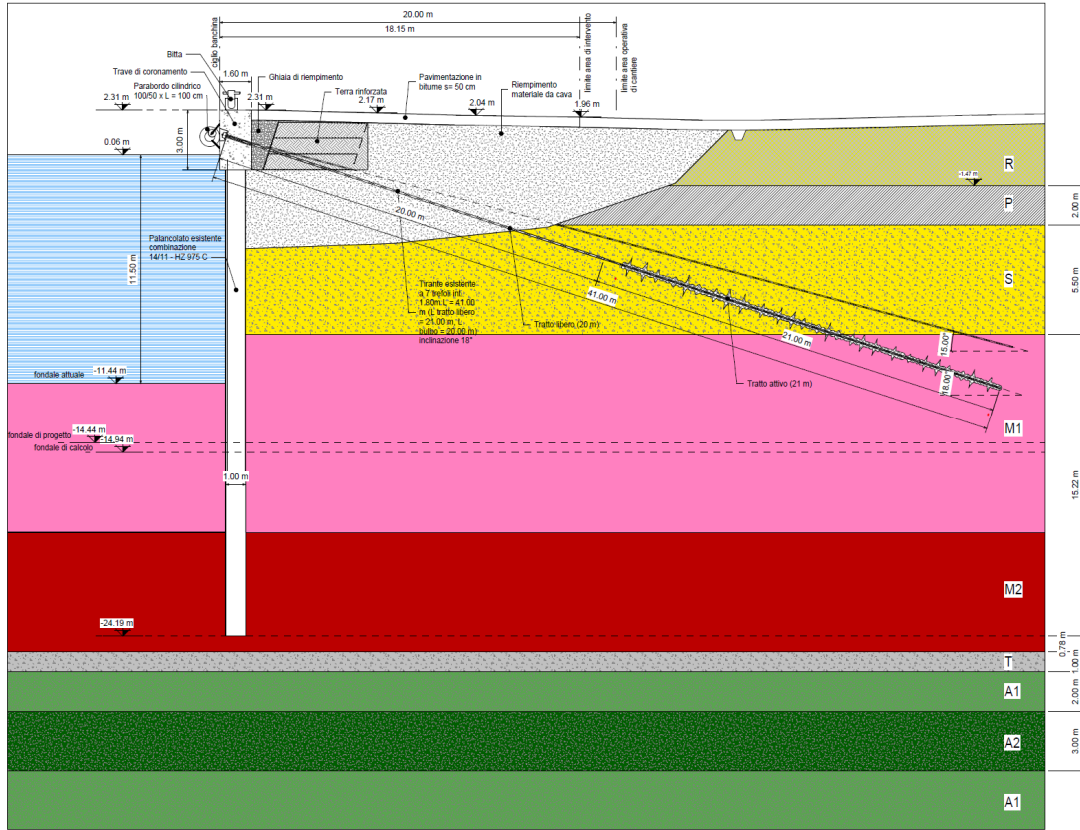 20.00 m
18.15 m
ciglio banchina
limite area di intervento
limite area operativa
di cantiere
Bitta
Trave di coronamento
Parabordo cilindrico
100/50 x L = 100 cm
1.60 m
Ghiaia di riempimento
Terra rinforzata
Pavimentazione in
bitume s= 50 cm
Riempimento
materiale da cava
2.31 m
2.31 m
2.17 m
2.04 m
1.96 m
3.00 m
0.06 m
R
-1.47 m
P
2.00 m
20.00 m
Palancolato esistente
combinazione
14/11 - HZ 975 C
11.50 m
S
5.50 m
Tirante esistente
a 7 trefoli int.
1.80m L = 41.00
m (L tratto libero
= 21.00 m, L
bulbo = 20.00 m)
inclinazione 18°
41.00 m
Tratto libero (20 m)
21.00 m
15.00°
18.00°
Tratto attivo (21 m)
fondale attuale
-11.44 m
M1
fondale di progetto
-14.44 m
-14.94 m
fondale di calcolo
1.00 m
15.22 m
M2
-24.19 m
0.78 m
T
1.00 m
A1
2.00 m
A2
3.00 m
A1